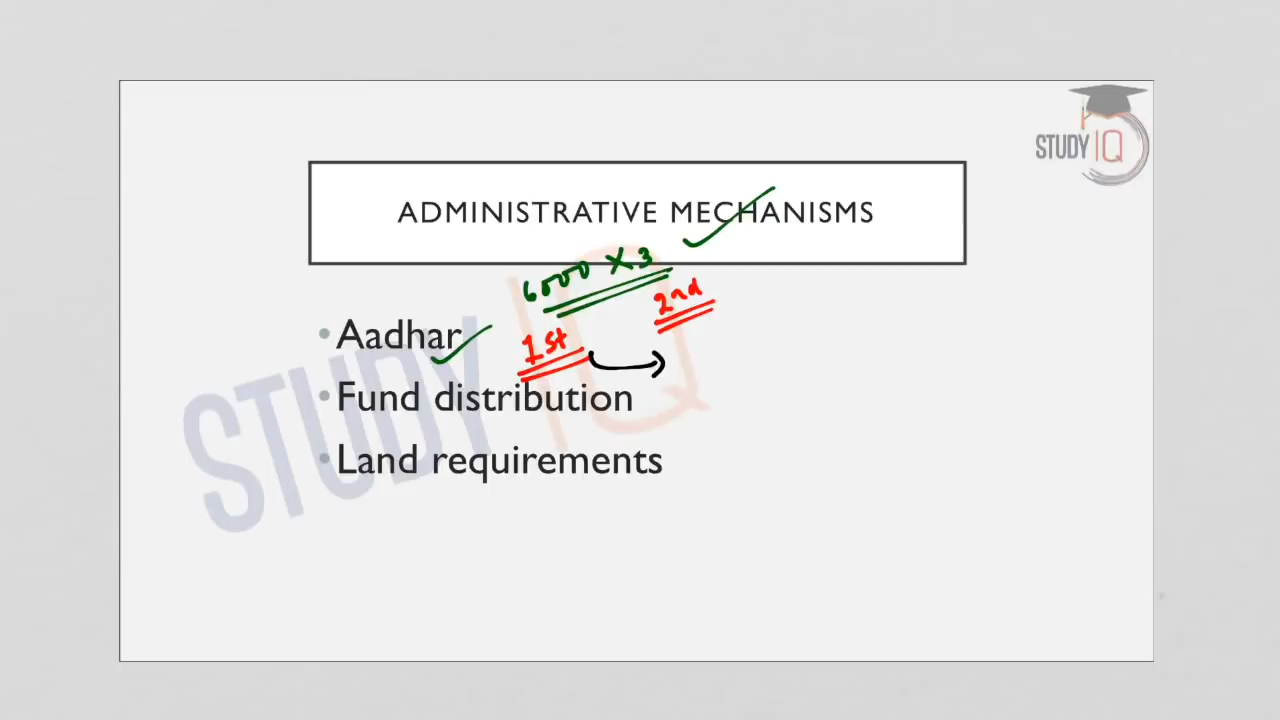 STUDY IQ
ADMINISTRATIVE MECHANISMS
6000 X 3
2nd
1st
• Aadhar
• Fund distribution
• Land requirements
STUDY IQ